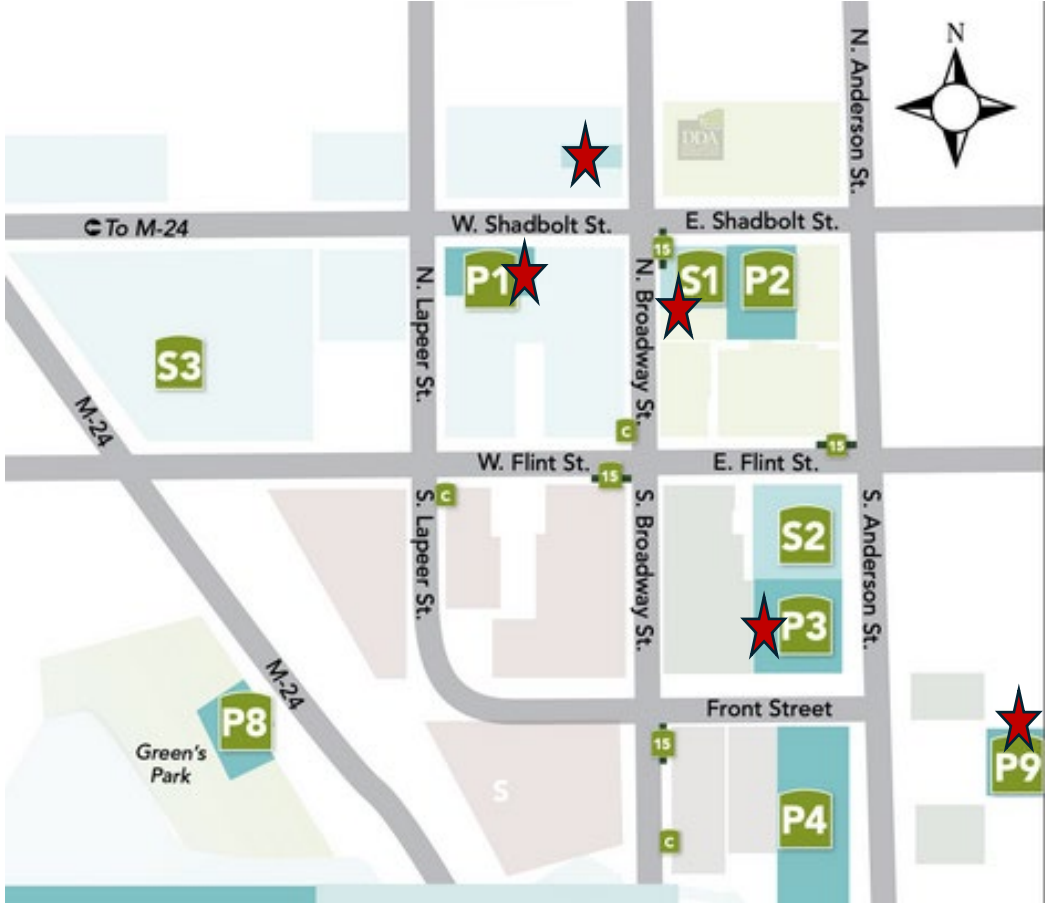 N
N. Anderson St.
DDA
To M-24
W. Shadbolt St.
E. Shadbolt St.
15
P1
S1
P2
N. Lapeer St.
N. Broadway St.
S3
M-24
C
15
W. Flint St.
E. Flint St.
15
C
S. Lapeer St.
S. Broadway St.
S. Anderson St.
S2
P3
M-24
P8
Green's
Park
Front Street
15
P9
S
P4
C